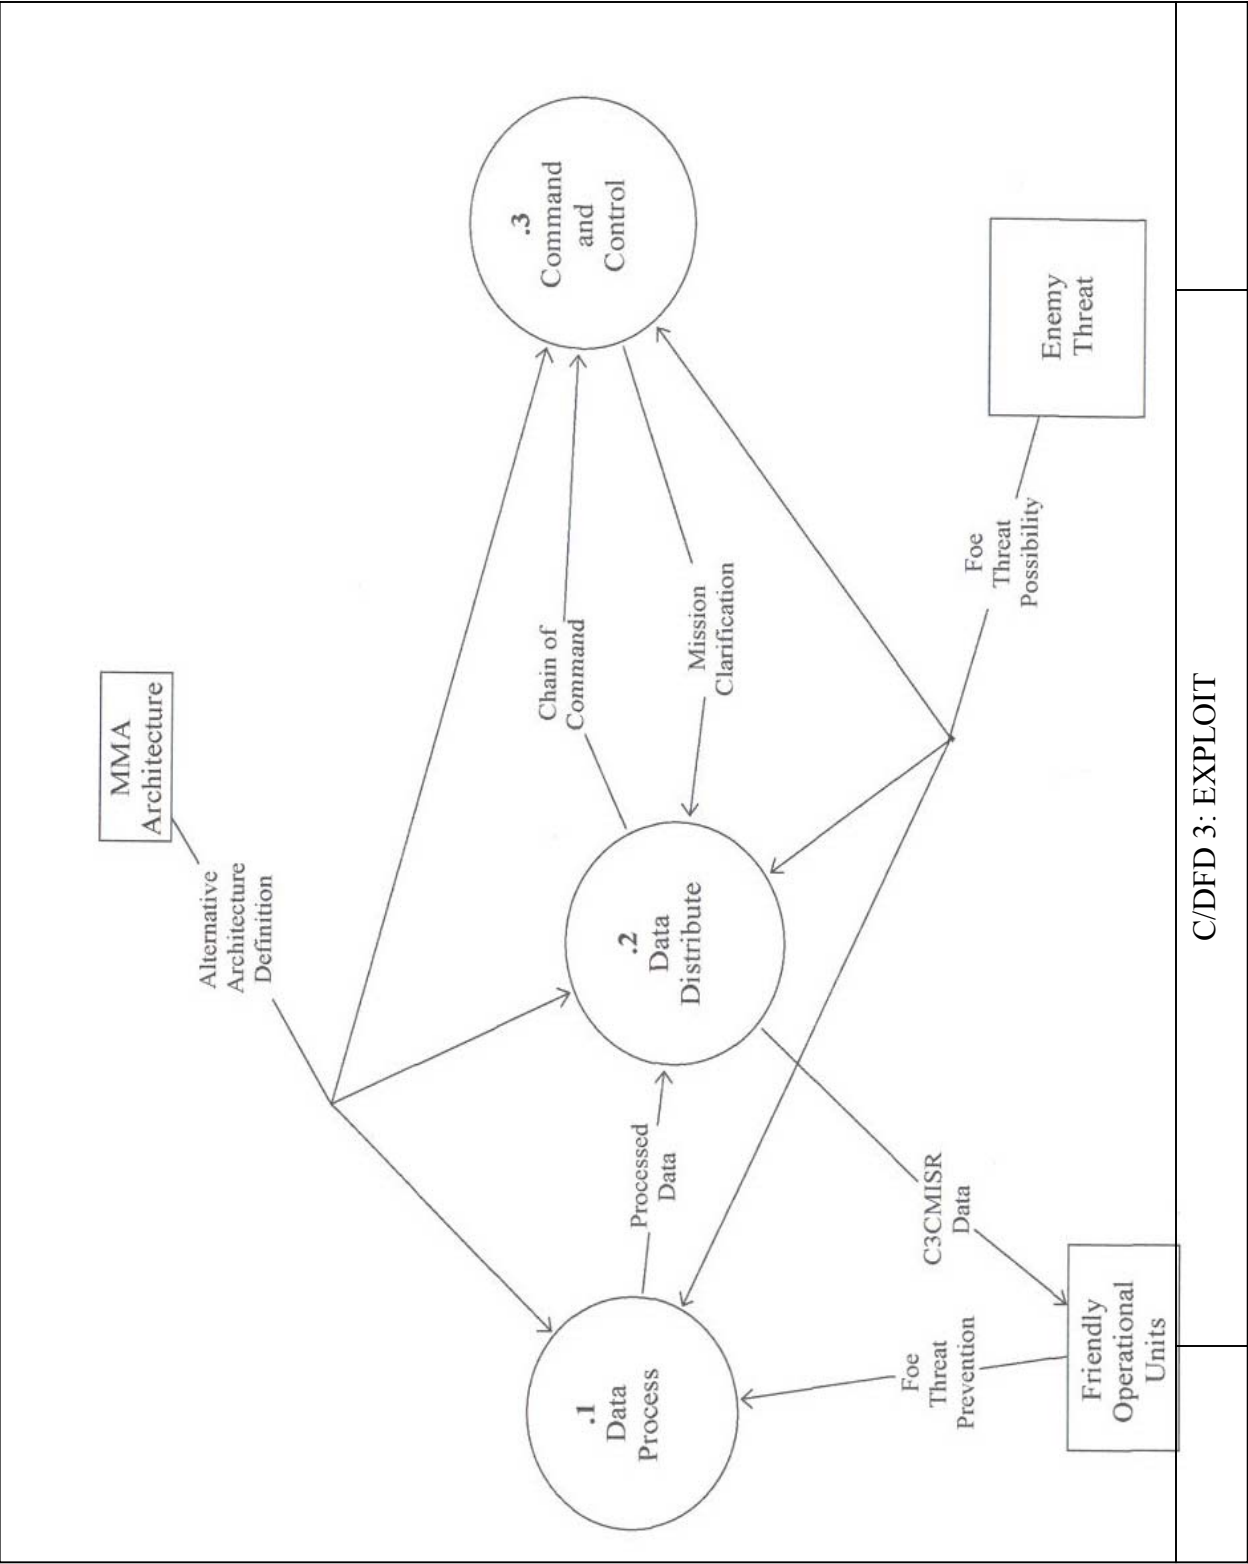 MMA
Architecture
Alternative
Architecture
Definition
.3
Command
and
Control
Chain of
Command
Mission
Clarification
.2
Data
Distribute
Processed
Data
.1
Data
Process
Enemy
Threat
Foe
Threat
Possibility
C3CMISR
Data
Foe
Threat
Prevention
Friendly
Operational
Units
C/DFD 3: EXPLOIT